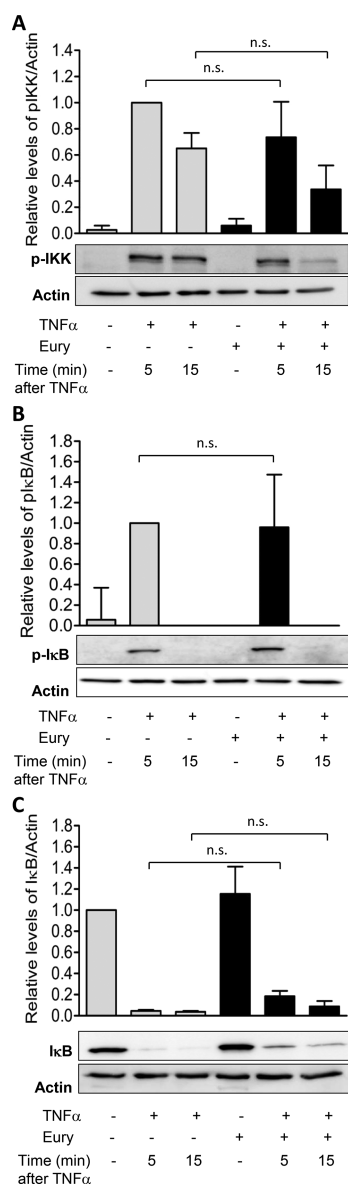 A
n.s.
n.s.
Relative levels of pIKK/Actin
1.4
1.2
1.0
0.8
0.6
0.4
0.2
0.0
p-IKK
Actin
TNFα - + + - + +
Eury - - - + + +
Time (min) - 5 15 - 5 15
after TNFα
B
n.s.
Relative levels of pIκB/Actin
1.8
1.6
1.4
1.2
1.0
0.8
0.6
0.4
0.2
0.0
p-IκB
Actin
TNFα - + + - + +
Eury - - - + + +
Time (min) - 5 15 - 5 15
after TNFα
C
n.s.
n.s.
Relative levels of IκB/Actin
1.8
1.6
1.4
1.2
1.0
0.8
0.6
0.4
0.2
0.0
IκB
Actin
TNFα - + + - + +
Eury - - - + + +
Time (min) - 5 15 - 5 15
after TNFα